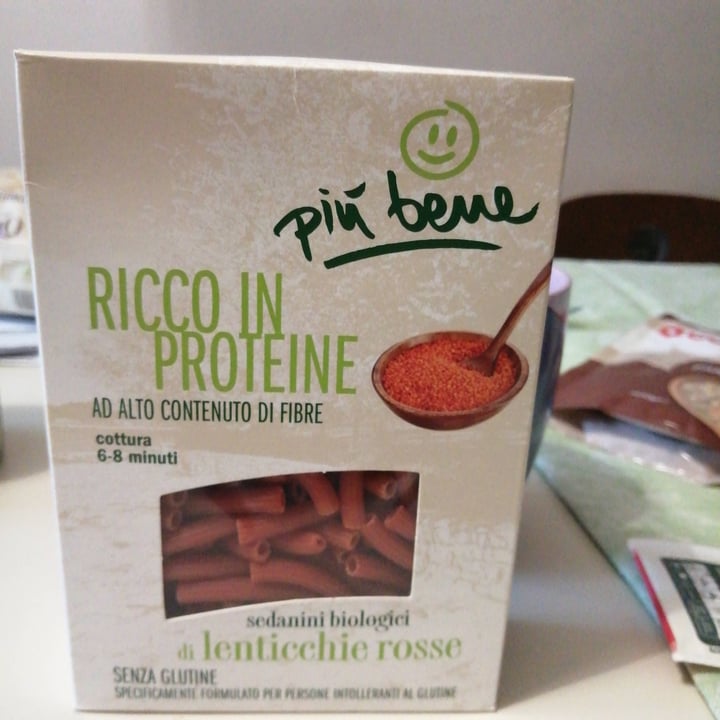 più bene
RICCO IN
PROTEINE
AD ALTO CONTENUTO DI FIBRE
cottura
6-8 minuti
sedanini biologici
di lenticchie rosse
SENZA GLUTINE
SPECIFICAMENTE FORMULATO PER PERSONE INTOLLERANTI AL GLUTINE